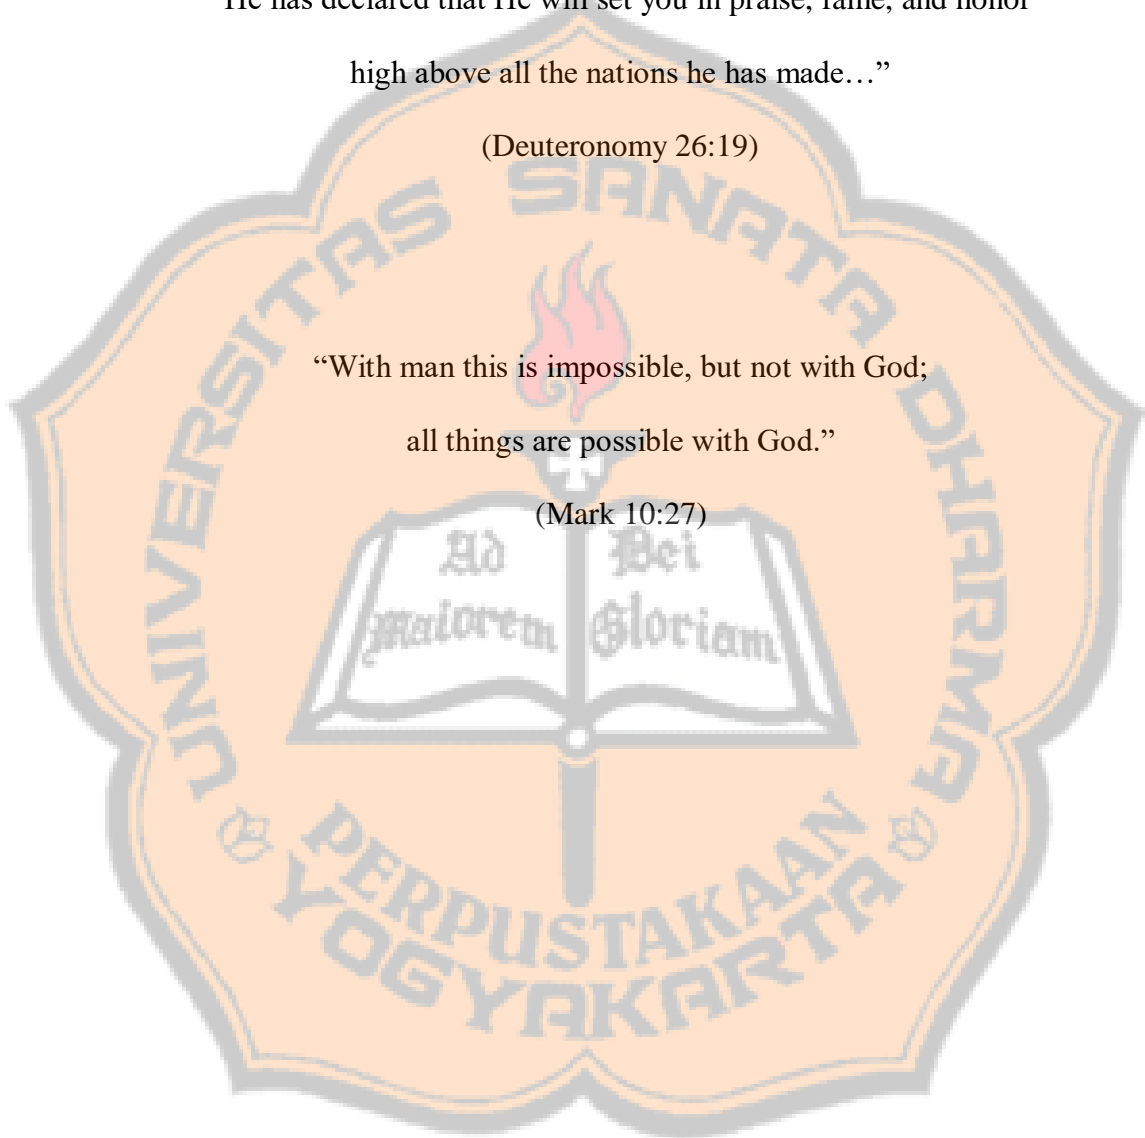 He has declared that He will set you in praise, fame, and honor
high above all the nations he has made…”
(Deuteronomy 26:19)
UNIVERSITAS SANATA DHARMA
“With man this is impossible, but not with God;
all things are possible with God.”
(Mark 10:27)
Ad Dei
Maiorem Gloriam
PERPUSTAKAAN
YOGYAKARTA